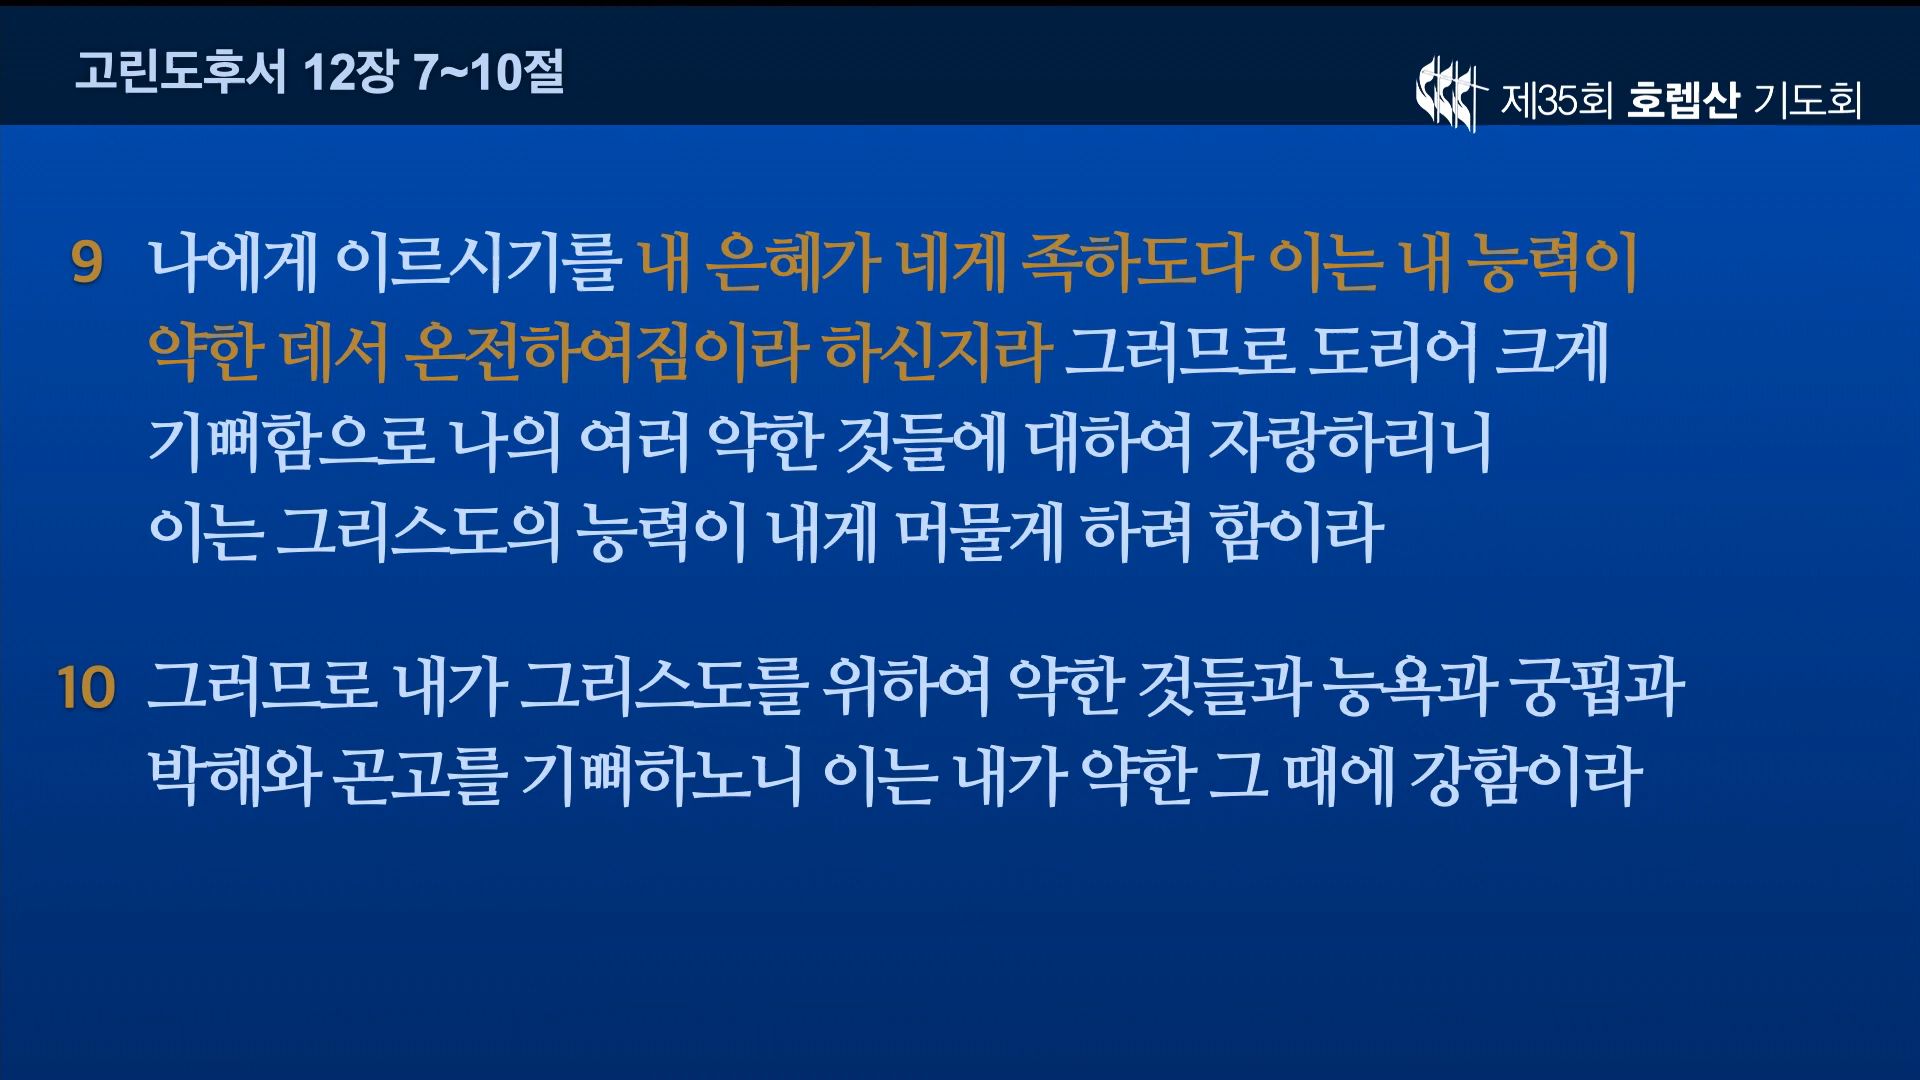 고린도후서 12장 7~10절
제35회 호렙산 기도회
9 나에게 이르시기를 내 은혜가 네게 족하도다 이는 내 능력이
약한 데서 온전하여짐이라 하신지라 그러므로 도리어 크게
기뻐함으로 나의 여러 약한 것들에 대하여 자랑하리니
이는 그리스도의 능력이 내게 머물게 하려 함이라
10 그러므로 내가 그리스도를 위하여 약한 것들과 능욕과 궁핍과
박해와 곤고를 기뻐하노니 이는 내가 약한 그 때에 강함이라